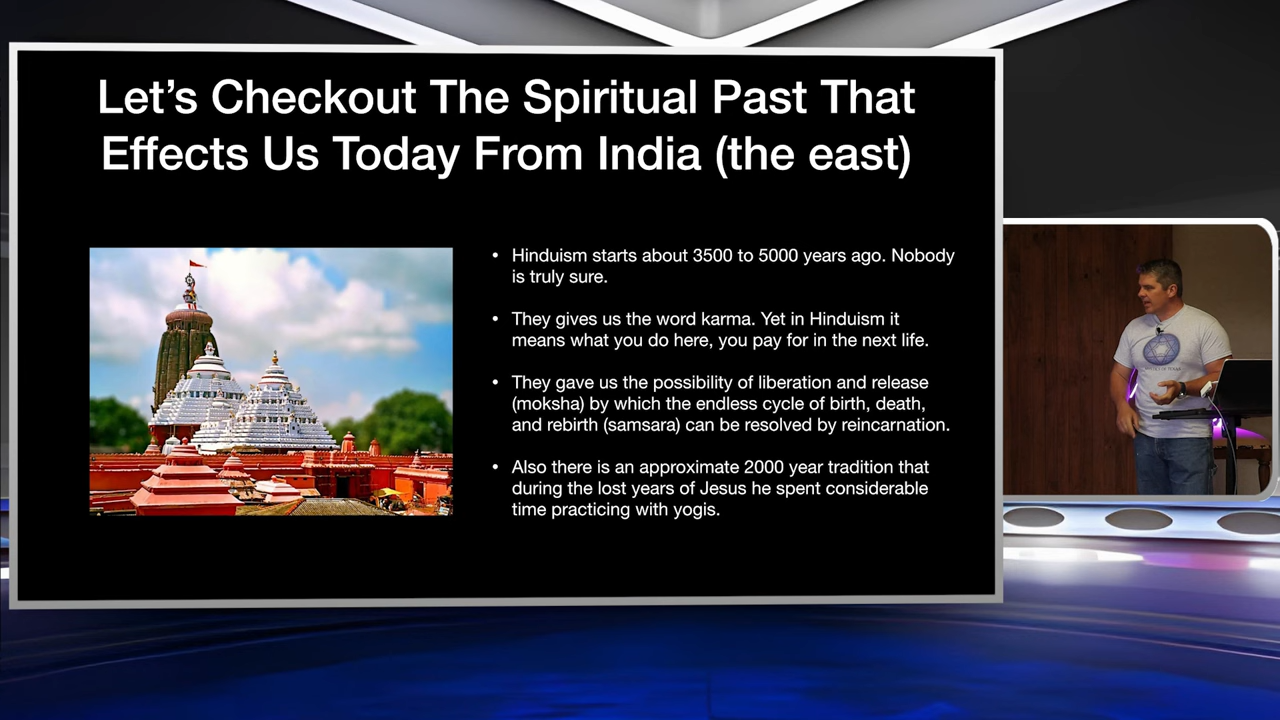 Let’s Checkout The Spiritual Past That
Effects Us Today From India (the east)
• Hinduism starts about 3500 to 5000 years ago. Nobody
is truly sure.
• They gives us the word karma. Yet in Hinduism it
means what you do here, you pay for in the next life.
• They gave us the possibility of liberation and release
(moksha) by which the endless cycle of birth, death,
and rebirth (samsara) can be resolved by reincarnation.
• Also there is an approximate 2000 year tradition that
during the lost years of Jesus he spent considerable
time practicing with yogis.